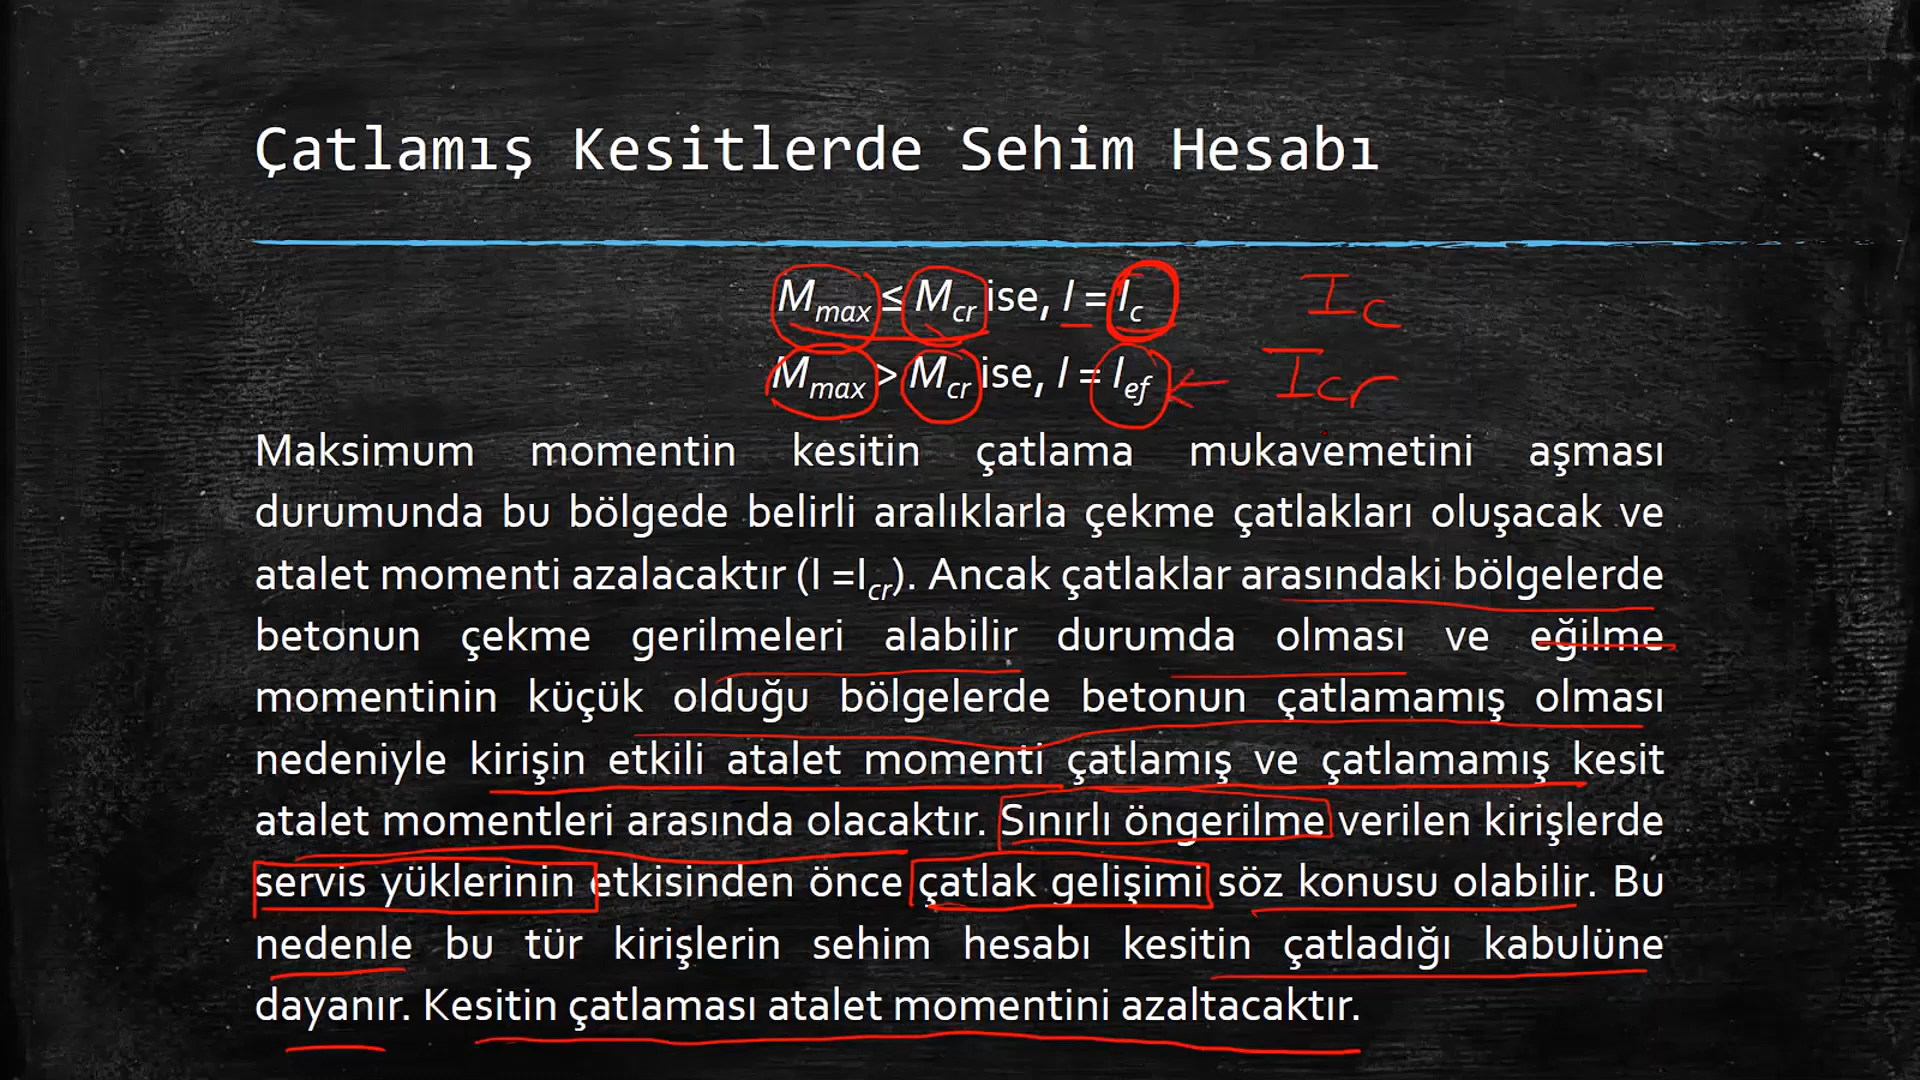 Çatlamış Kesitlerde Sehim Hesabı
Mmax ≤ Mcr ise, I = Ic Ic
Mmax > Mcr ise, I = Ief ← Icr
Maksimum momentin kesitin çatlama mukavemetini aşması
durumunda bu bölgede belirli aralıklarla çekme çatlakları oluşacak ve
atalet momenti azalacaktır (I =Icr). Ancak çatlaklar arasındaki bölgelerde
betonun çekme gerilmeleri alabilir durumda olması ve eğilme
momentinin küçük olduğu bölgelerde betonun çatlamamış olması
nedeniyle kirişin etkili atalet momenti çatlamış ve çatlamamış kesit
atalet momentleri arasında olacaktır. Sınırlı öngerilme verilen kirişlerde
servis yüklerinin etkisinden önce çatlak gelişimi söz konusu olabilir. Bu
nedenle bu tür kirişlerin sehim hesabı kesitin çatladığı kabulüne
dayanır. Kesitin çatlaması atalet momentini azaltacaktır.